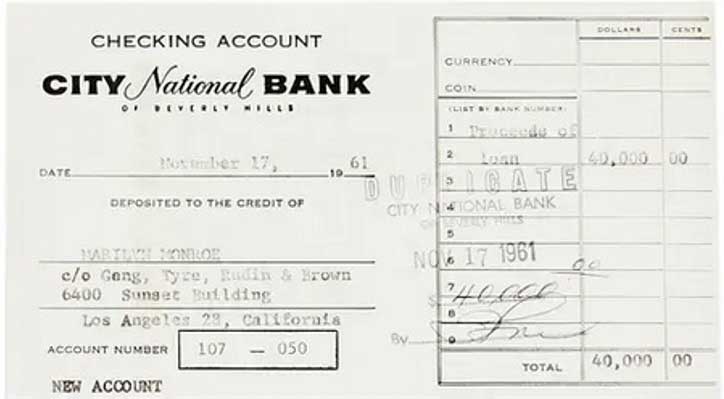 CHECKING ACCOUNT
CITY National BANK
OF BEVERLY HILLS
DATE November 17, 19 61
DEPOSITED TO THE CREDIT OF
MARILYN MONROE
c/o Gang, Tyre, Rudin & Brown
6400 Sunset Building
Los Angeles 28, California
ACCOUNT NUMBER 107 — 050
NEW ACCOUNT
DOLLARS CENTS
CURRENCY
COIN
(LIST BY BANK NUMBER)
1 Proceeds of
2 loan 40,000 00
3
4
5
6
7
8
9
TOTAL 40,000 00
DUPLICATE
CITY NATIONAL BANK
OF BEVERLY HILLS
NOV 17 1961
$ 40,000 00
By